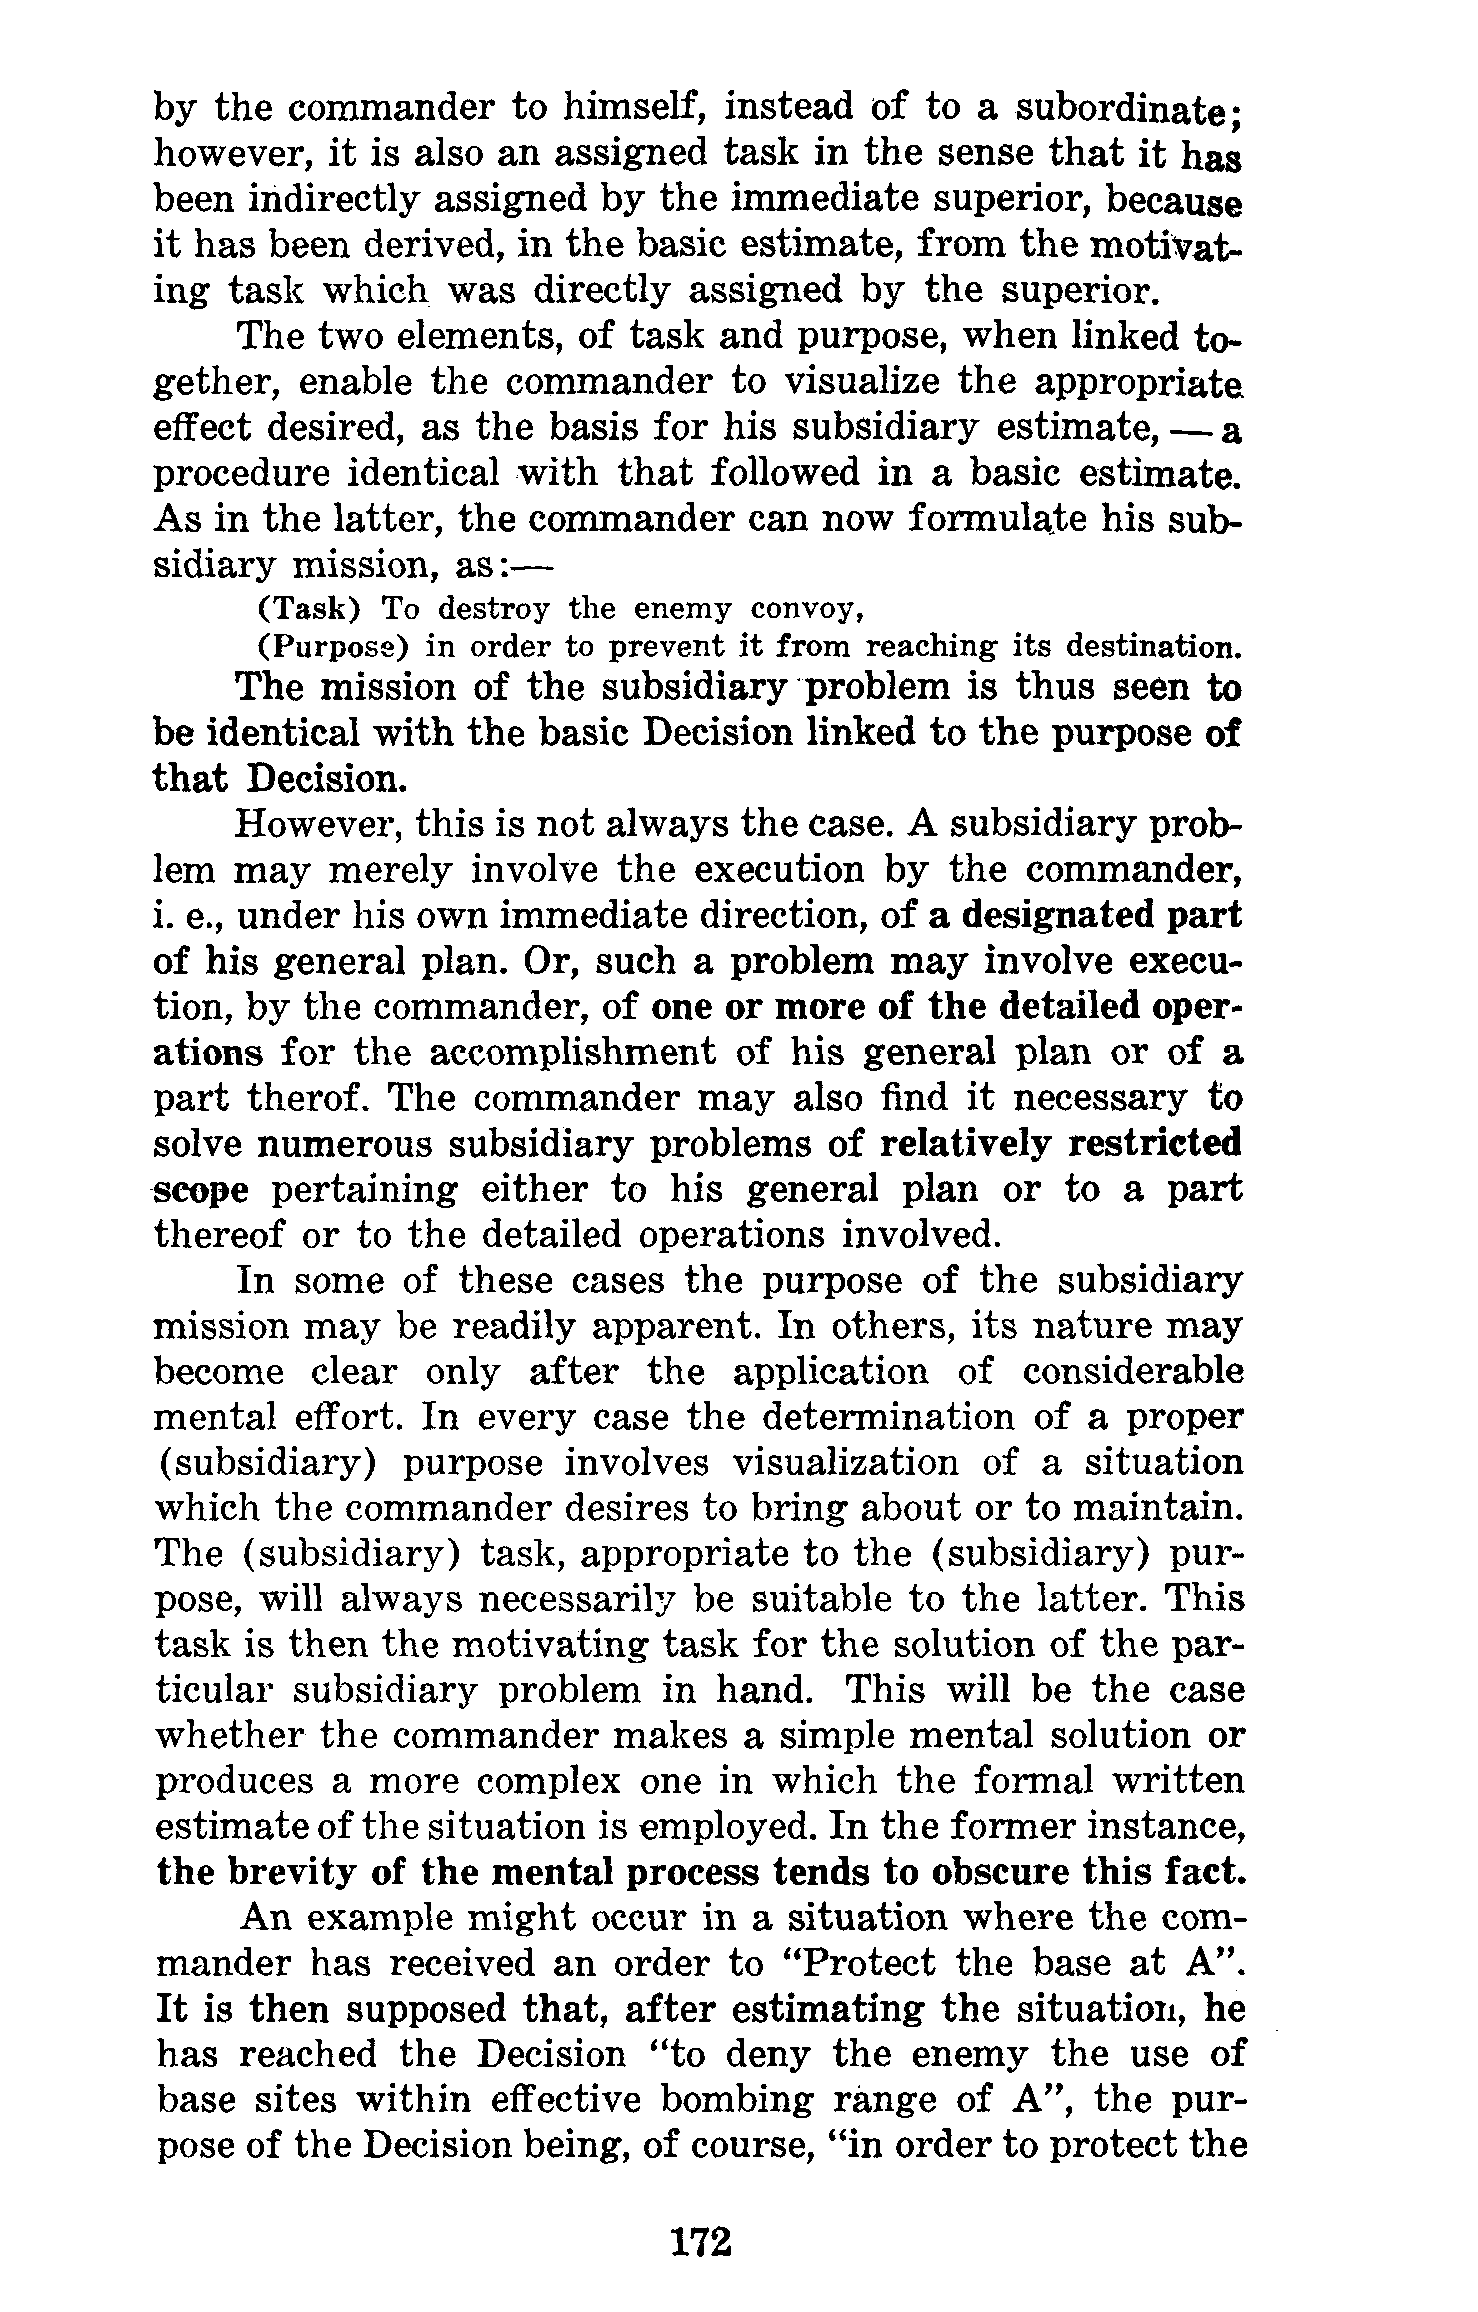 by the commander to himself, instead of to a subordinate;
however, it is also an assigned task in the sense that it has
been indirectly assigned by the immediate superior, because
it has been derived, in the basic estimate, from the motivat-
ing task which was directly assigned by the superior.
The two elements, of task and purpose, when linked to-
gether, enable the commander to visualize the appropriate
effect desired, as the basis for his subsidiary estimate, — a
procedure identical with that followed in a basic estimate.
As in the latter, the commander can now formulate his sub-
sidiary mission, as:—
(Task) To destroy the enemy convoy,
(Purpose) in order to prevent it from reaching its destination.
The mission of the subsidiary problem is thus seen to
be identical with the basic Decision linked to the purpose of
that Decision.
However, this is not always the case. A subsidiary prob-
lem may merely involve the execution by the commander,
i. e., under his own immediate direction, of a designated part
of his general plan. Or, such a problem may involve execu-
tion, by the commander, of one or more of the detailed oper-
ations for the accomplishment of his general plan or of a
part therof. The commander may also find it necessary to
solve numerous subsidiary problems of relatively restricted
scope pertaining either to his general plan or to a part
thereof or to the detailed operations involved.
In some of these cases the purpose of the subsidiary
mission may be readily apparent. In others, its nature may
become clear only after the application of considerable
mental effort. In every case the determination of a proper
(subsidiary) purpose involves visualization of a situation
which the commander desires to bring about or to maintain.
The (subsidiary) task, appropriate to the (subsidiary) pur-
pose, will always necessarily be suitable to the latter. This
task is then the motivating task for the solution of the par-
ticular subsidiary problem in hand. This will be the case
whether the commander makes a simple mental solution or
produces a more complex one in which the formal written
estimate of the situation is employed. In the former instance,
the brevity of the mental process tends to obscure this fact.
An example might occur in a situation where the com-
mander has received an order to “Protect the base at A”.
It is then supposed that, after estimating the situation, he
has reached the Decision “to deny the enemy the use of
base sites within effective bombing range of A”, the pur-
pose of the Decision being, of course, “in order to protect the
172